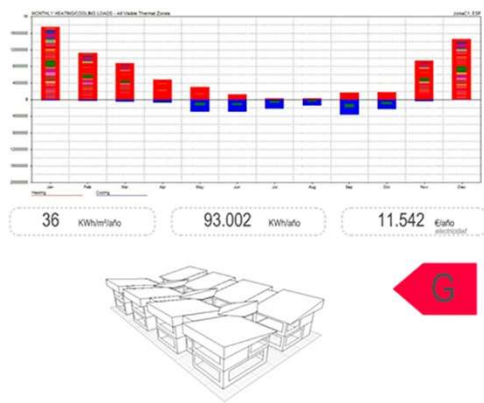 MONTHLY HEATING/COOLING LOADS - All Visible Thermal Zones
Jan Feb Mar Apr May Jun Jul Aug Sep Oct Nov Dec
Heating Cooling
36 KWh/m²/año
93.002 KWh/año
11.542 €/año
electricidad
G